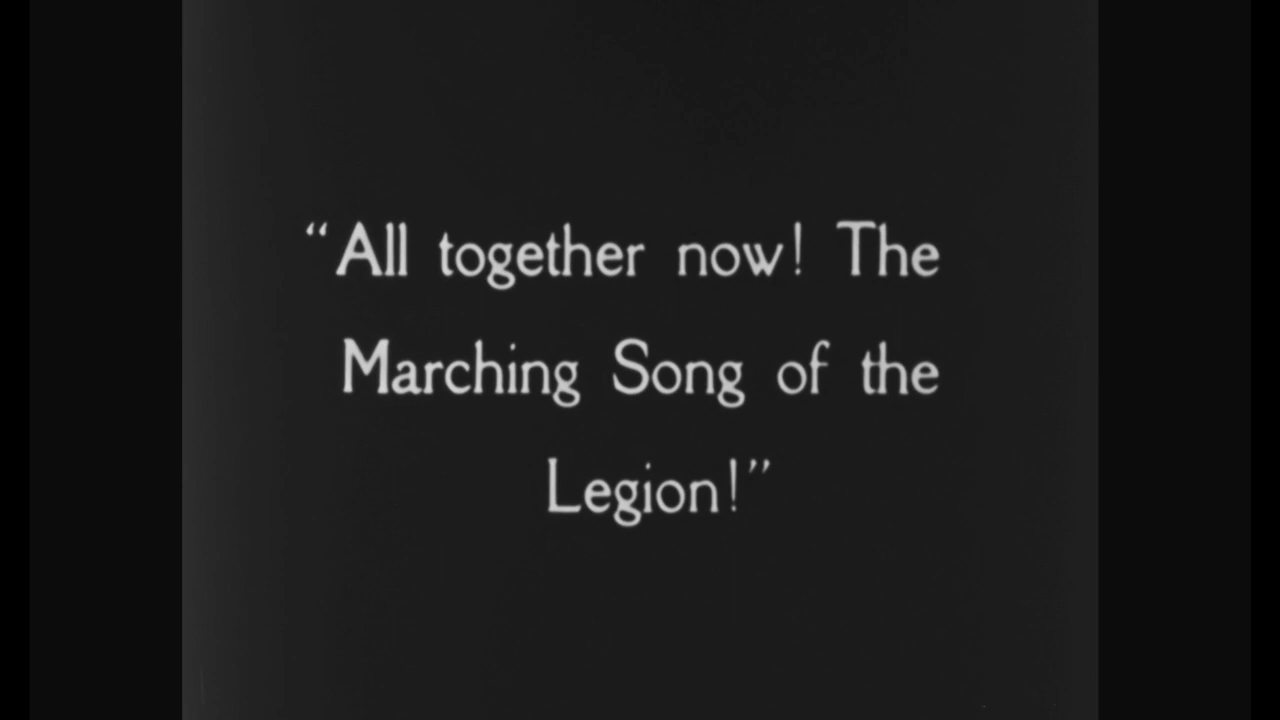 “All together now! The
Marching Song of the
Legion!”